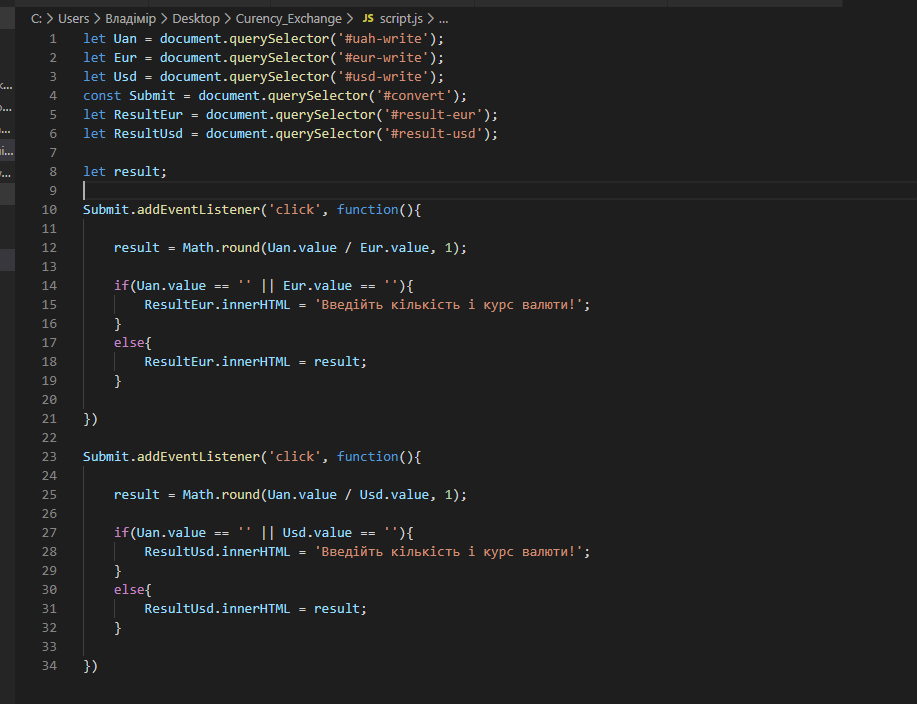 C: > Users > Владімір > Desktop > Curency_Exchange > JS script.js > ...
1 let Uan = document.querySelector('#uah-write');
2 let Eur = document.querySelector('#eur-write');
3 let Usd = document.querySelector('#usd-write');
4 const Submit = document.querySelector('#convert');
5 let ResultEur = document.querySelector('#result-eur');
6 let ResultUsd = document.querySelector('#result-usd');
7
8 let result;
9
10 Submit.addEventListener('click', function(){
11
12 result = Math.round(Uan.value / Eur.value, 1);
13
14 if(Uan.value == '' || Eur.value == ''){
15 ResultEur.innerHTML = 'Введійть кількість і курс валюти!';
16 }
17 else{
18 ResultEur.innerHTML = result;
19 }
20
21 })
22
23 Submit.addEventListener('click', function(){
24
25 result = Math.round(Uan.value / Usd.value, 1);
26
27 if(Uan.value == '' || Usd.value == ''){
28 ResultUsd.innerHTML = 'Введійть кількість і курс валюти!';
29 }
30 else{
31 ResultUsd.innerHTML = result;
32 }
33
34 })